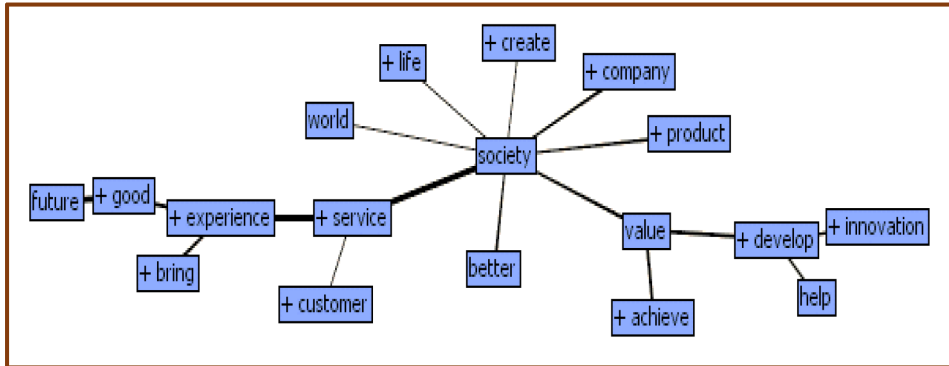 + create
+ life
+ company
world
+ product
society
future
+ good
+ experience
+ service
value
+ develop
+ innovation
+ bring
better
+ customer
+ achieve
help